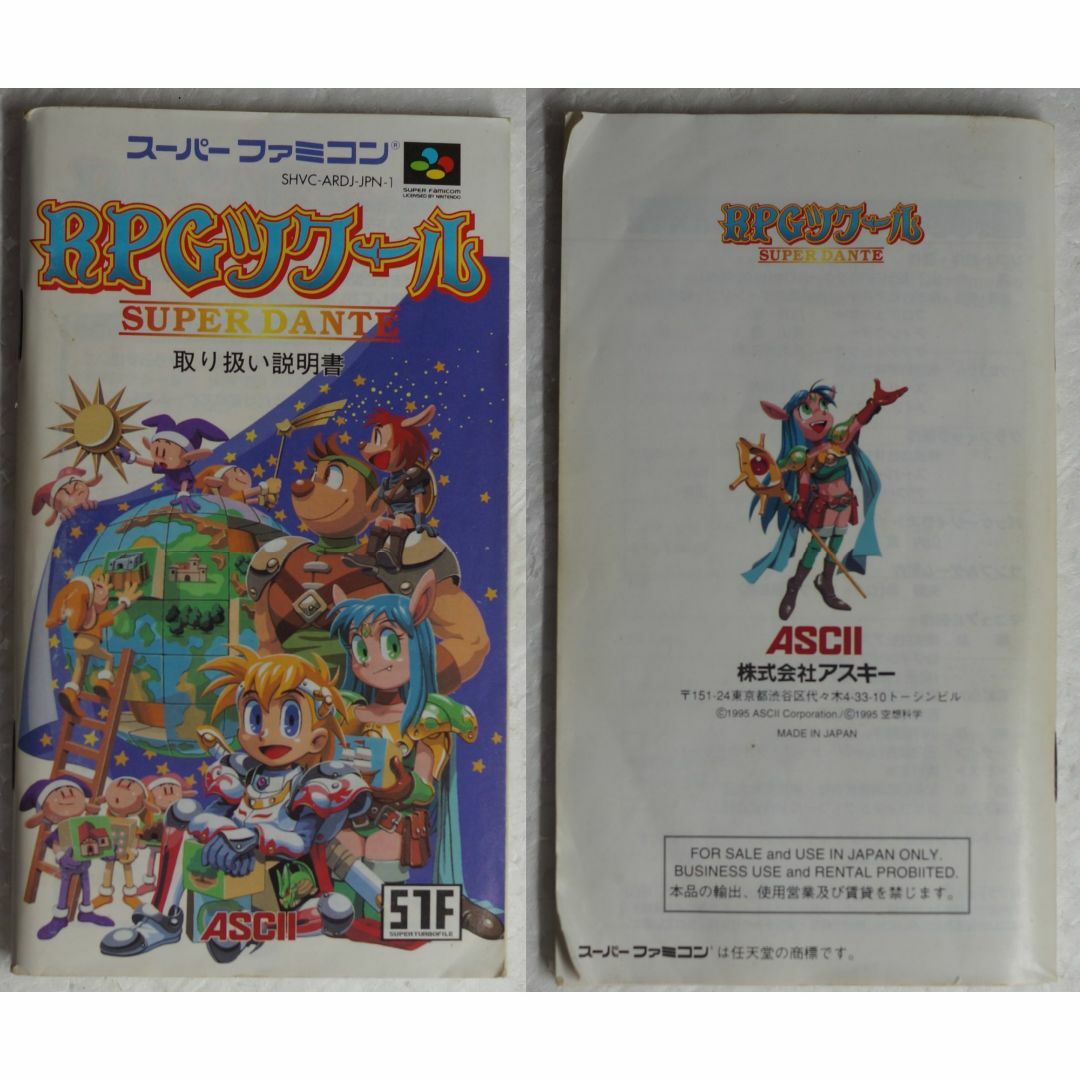 スーパーファミコン®
SHVC-ARDJ-JPN-1
SUPER FAMICOM
LICENSED BY NINTENDO
RPGツクール
SUPER DANTE
取り扱い説明書
ASCII
STF
SUPER TURBO FILE
RPGツクール
SUPER DANTE
ASCII
株式会社アスキー
〒151-24東京都渋谷区代々木4-33-10トーシンビル
©1995 ASCII Corporation./©1995 空想科学
MADE IN JAPAN
FOR SALE and USE IN JAPAN ONLY.
BUSINESS USE and RENTAL PROBIITED.
本品の輸出、使用営業及び賃貸を禁じます。
スーパーファミコン®は任天堂の商標です。